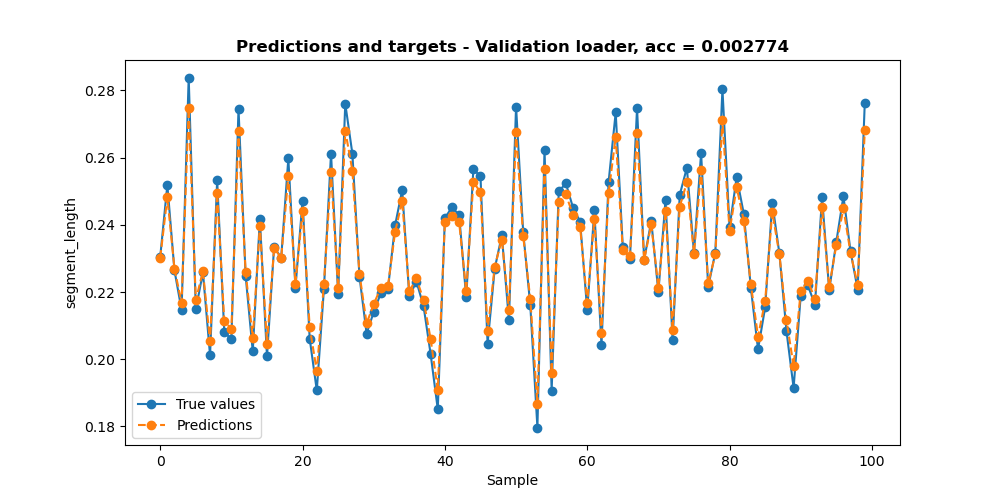 Predictions and targets - Validation loader, acc = 0.002774
segment_length
0.28
0.26
0.24
0.22
0.20
0.18
True values
Predictions
0 20 40 60 80 100
Sample